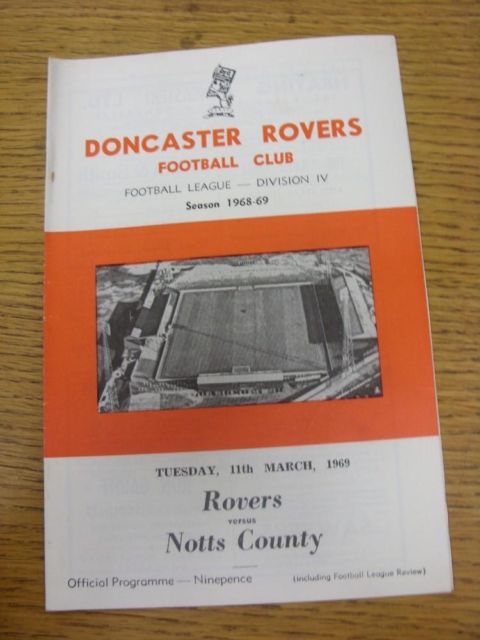 DONCASTER ROVERS
FOOTBALL CLUB
FOOTBALL LEAGUE — DIVISION IV
Season 1968-69
TUESDAY, 11th MARCH, 1969
Rovers
versus
Notts County
Official Programme — Ninepence
(including Football League Review)